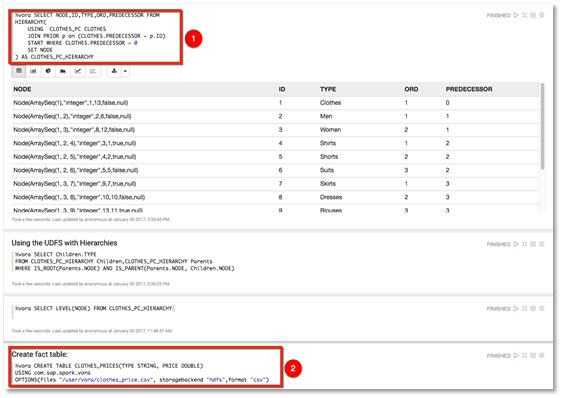 %vora SELECT NODE,ID,TYPE,ORD,PREDECESSOR FROM
HIERARCHY(
USING CLOTHES_PC CLOTHES
JOIN PRIOR p on (CLOTHES.PREDECESSOR = p.ID)
START WHERE CLOTHES.PREDECESSOR = 0
SET NODE
) AS CLOTHES_PC_HIERARCHY
FINISHED
1
NODE ID TYPE ORD PREDECESSOR
Node(ArraySeq(1),"integer",1,13,false,null) 1 Clothes 1 0
Node(ArraySeq(1, 2),"integer",2,6,false,null) 2 Men 1 1
Node(ArraySeq(1, 3),"integer",8,12,false,null) 3 Women 2 1
Node(ArraySeq(1, 2, 4),"integer",3,1,true,null) 4 Shirts 1 2
Node(ArraySeq(1, 2, 5),"integer",4,2,true,null) 5 Shorts 2 2
Node(ArraySeq(1, 2, 6),"integer",5,5,false,null) 6 Suits 3 2
Node(ArraySeq(1, 3, 7),"integer",9,7,true,null) 7 Skirts 1 3
Node(ArraySeq(1, 3, 8),"integer",10,10,false,null) 8 Dresses 2 3
Node(ArraySeq(1, 3, 9),"integer",13,11,true,null) 9 Blouses 3 3
Took a few seconds. Last updated by anonymous at January 30 2017, 3:35:46 PM.
Using the UDFS with Hierarchies
FINISHED
%vora SELECT Children.TYPE
FROM CLOTHES_PC_HIERARCHY Children,CLOTHES_PC_HIERARCHY Parents
WHERE IS_ROOT(Parents.NODE) AND IS_PARENT(Parents.NODE, Children.NODE)
Took a few seconds. Last updated by anonymous at January 30 2017, 3:36:33 PM.
%vora SELECT LEVEL(NODE) FROM CLOTHES_PC_HIERARCHY
FINISHED
Took a few seconds. Last updated by anonymous at January 20 2017, 11:48:47 AM.
Create fact table:
FINISHED
%vora CREATE TABLE CLOTHES_PRICES(TYPE STRING, PRICE DOUBLE)
USING com.sap.spark.vora
OPTIONS(files "/user/vora/clothes_price.csv", storagebackend "hdfs",format "csv")
2